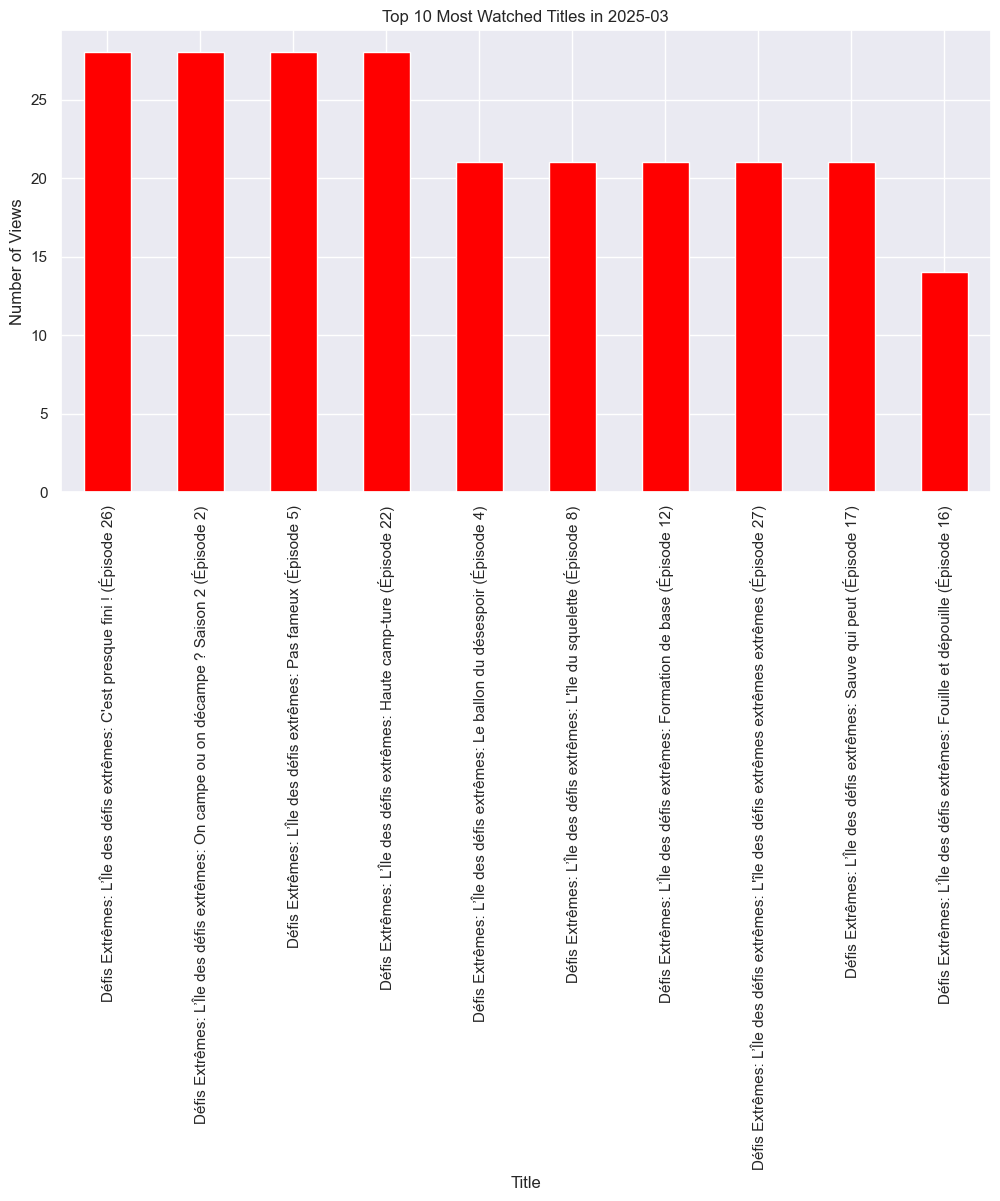 Top 10 Most Watched Titles in 2025-03
Number of Views
25
20
15
10
5
0
Défis Extrêmes: L’Île des défis extrêmes: C'est presque fini ! (Épisode 26)
Défis Extrêmes: L’Île des défis extrêmes: On campe ou on décampe ? Saison 2 (Épisode 2)
Défis Extrêmes: L’Île des défis extrêmes: Pas fameux (Épisode 5)
Défis Extrêmes: L’Île des défis extrêmes: Haute camp-ture (Épisode 22)
Défis Extrêmes: L’Île des défis extrêmes: Le ballon du désespoir (Épisode 4)
Défis Extrêmes: L’Île des défis extrêmes: L'île du squelette (Épisode 8)
Défis Extrêmes: L’Île des défis extrêmes: Formation de base (Épisode 12)
Défis Extrêmes: L’Île des défis extrêmes: L'île des défis extrêmes extrêmes extrêmes (Épisode 27)
Défis Extrêmes: L’Île des défis extrêmes: Sauve qui peut (Épisode 17)
Défis Extrêmes: L’Île des défis extrêmes: Fouille et dépouille (Épisode 16)
Title